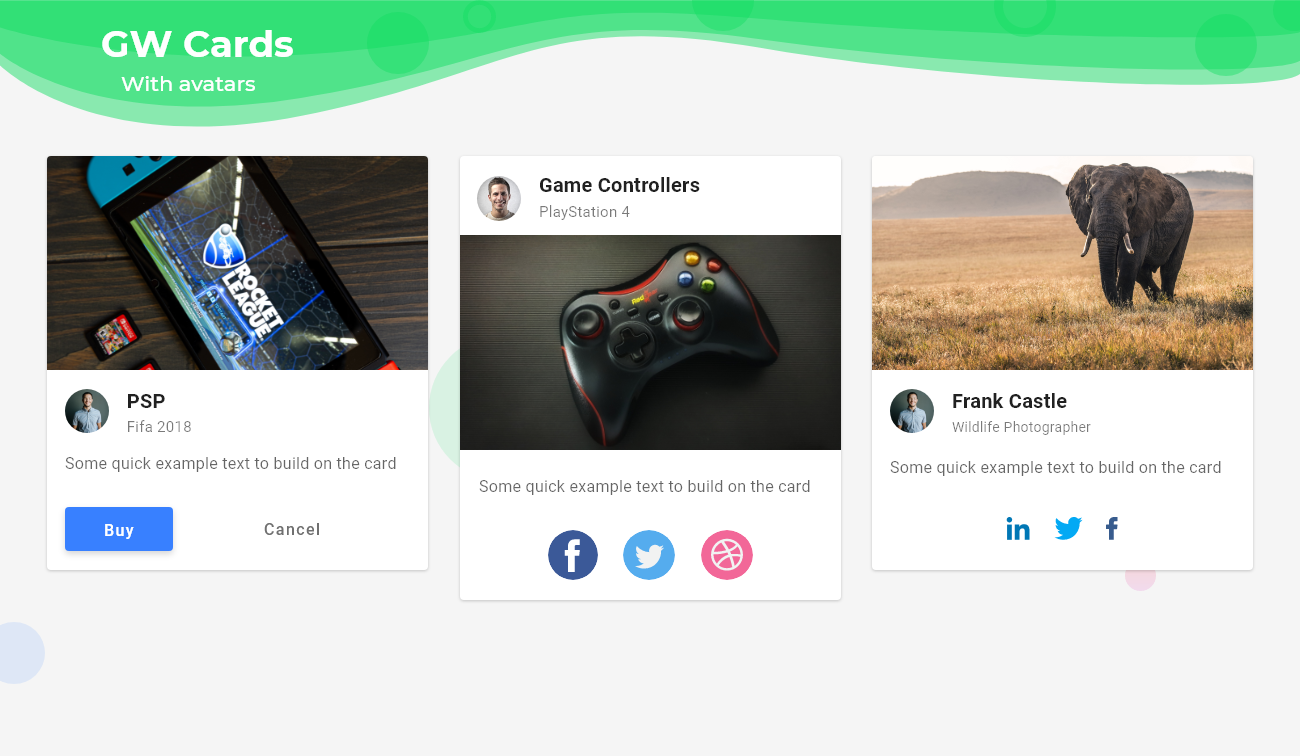 GW Cards
With avatars
ROCKET
LEAGUE
PSP
Fifa 2018
Some quick example text to build on the card
Buy
Cancel
Game Controllers
PlayStation 4
Some quick example text to build on the card
Frank Castle
Wildlife Photographer
Some quick example text to build on the card
in